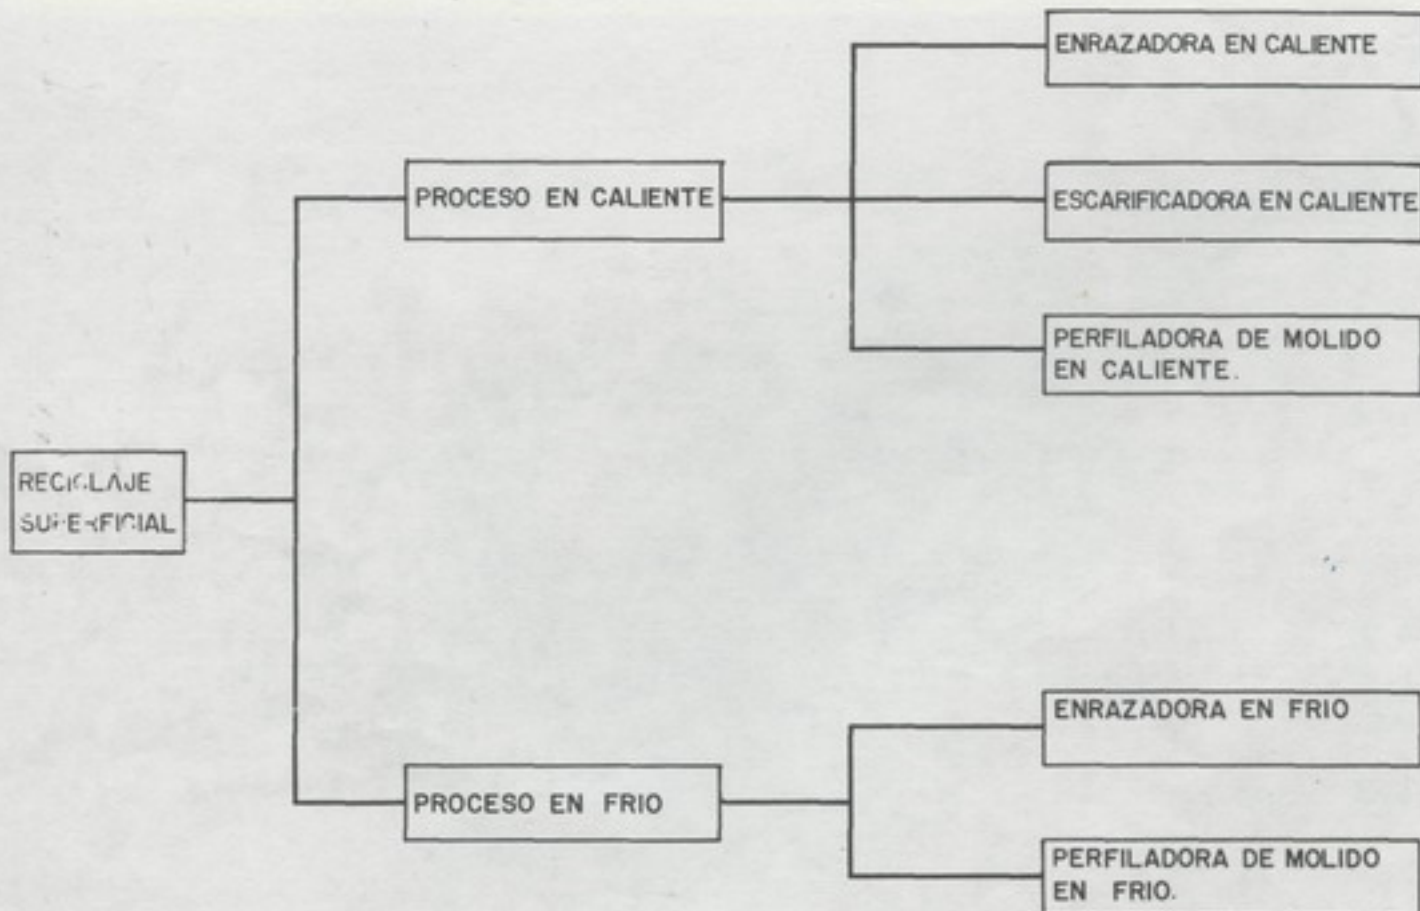 ENRAZADORA EN CALIENTE
PROCESO EN CALIENTE
ESCARIFICADORA EN CALIENTE
PERFILADORA DE MOLIDO
EN CALIENTE.
RECICLAJE
SUPERFICIAL
ENRAZADORA EN FRIO
PROCESO EN FRIO
PERFILADORA DE MOLIDO
EN FRIO.